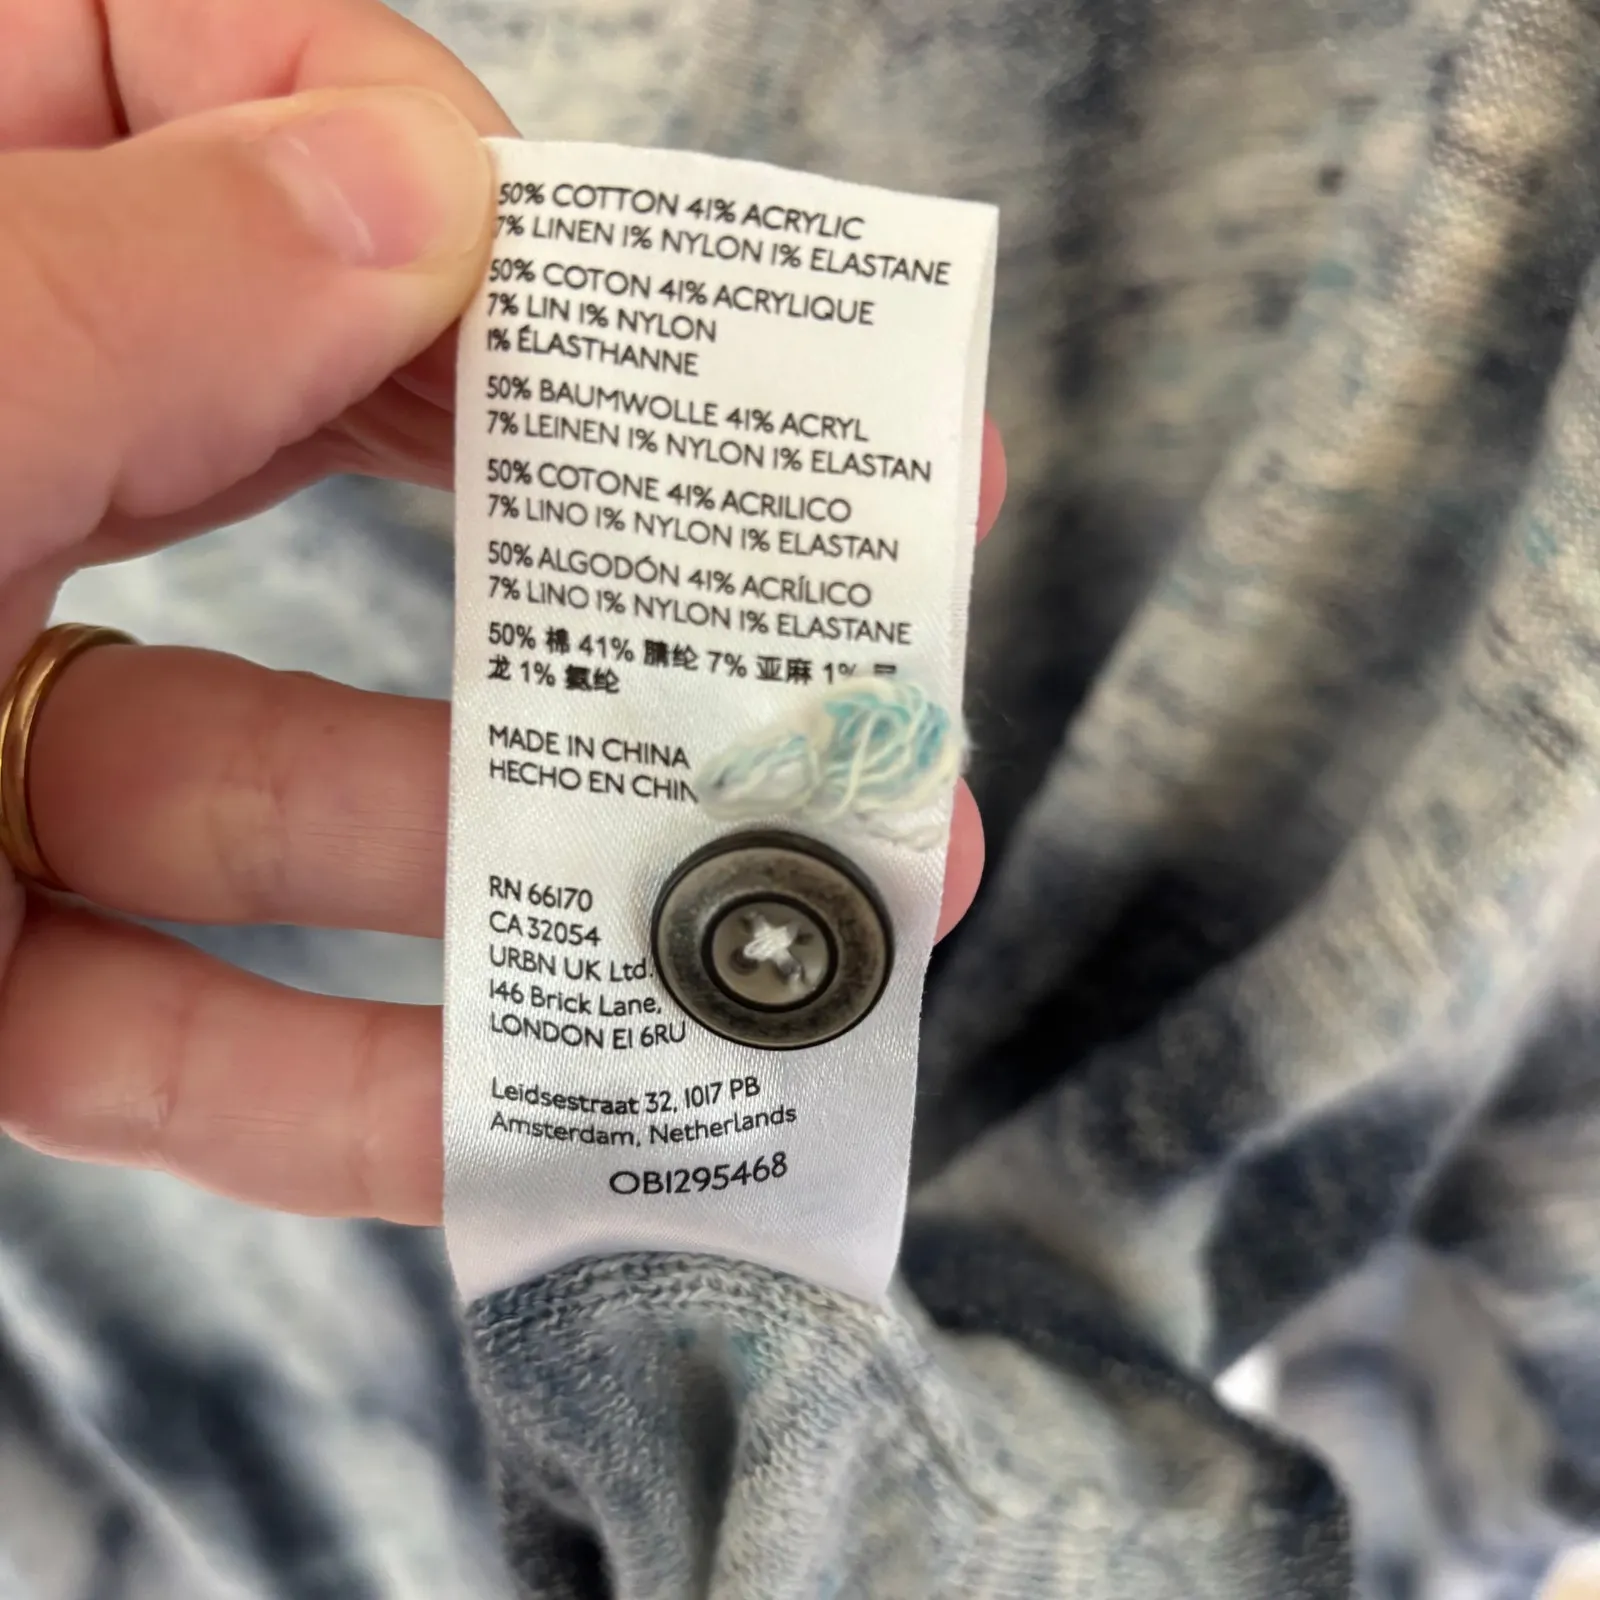 50% COTTON 41% ACRYLIC
7% LINEN 1% NYLON 1% ELASTANE
50% COTON 41% ACRYLIQUE
7% LIN 1% NYLON
1% ÉLASTHANNE
50% BAUMWOLLE 41% ACRYL
7% LEINEN 1% NYLON 1% ELASTAN
50% COTONE 41% ACRILICO
7% LINO 1% NYLON 1% ELASTAN
50% ALGODÓN 41% ACRÍLICO
7% LINO 1% NYLON 1% ELASTANE
50% 棉 41% 腈纶 7% 亚麻 1%
龙 1% 氨纶
MADE IN CHINA
HECHO EN CHIN
RN 66170
CA 32054
URBN UK Ltd.
146 Brick Lane,
LONDON E1 6RU
Leidsestraat 32, 1017 PB
Amsterdam, Netherlands
OB1295468